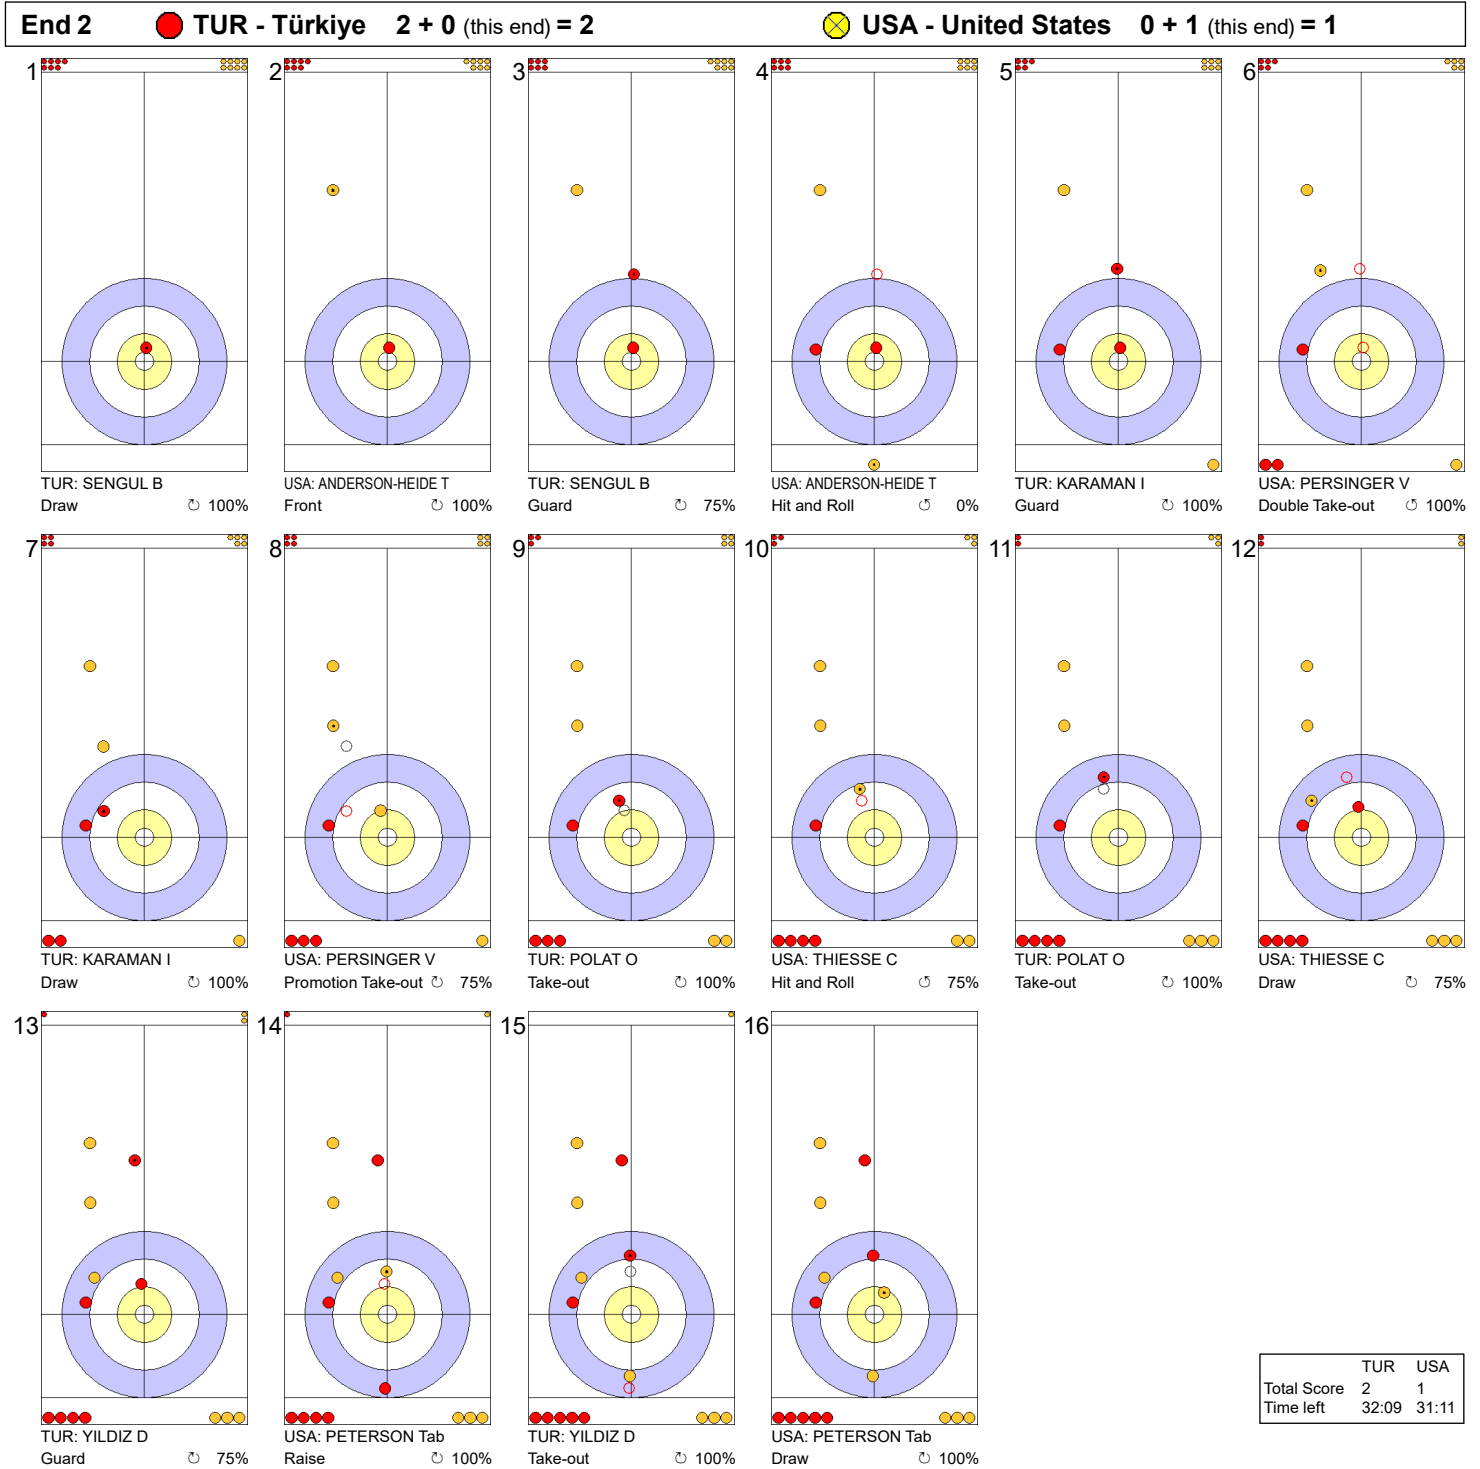 End 2 TUR - Türkiye 2 + 0 (this end) = 2 USA - United States 0 + 1 (this end) = 1
1 2 3 4 5 6
TUR: SENGUL B USA: ANDERSON-HEIDE T TUR: SENGUL B USA: ANDERSON-HEIDE T TUR: KARAMAN I USA: PERSINGER V
Draw ↻ 100% Front ↻ 100% Guard ↻ 75% Hit and Roll ↺ 0% Guard ↻ 100% Double Take-out ↺ 100%
7 8 9 10 11 12
TUR: KARAMAN I USA: PERSINGER V TUR: POLAT O USA: THIESSE C TUR: POLAT O USA: THIESSE C
Draw ↻ 100% Promotion Take-out ↻ 75% Take-out ↻ 100% Hit and Roll ↺ 75% Take-out ↻ 100% Draw ↻ 75%
13 14 15 16
TUR: YILDIZ D USA: PETERSON Tab TUR: YILDIZ D USA: PETERSON Tab
Guard ↻ 75% Raise ↻ 100% Take-out ↻ 100% Draw ↻ 100%
TUR USA
Total Score 2 1
Time left 32:09 31:11